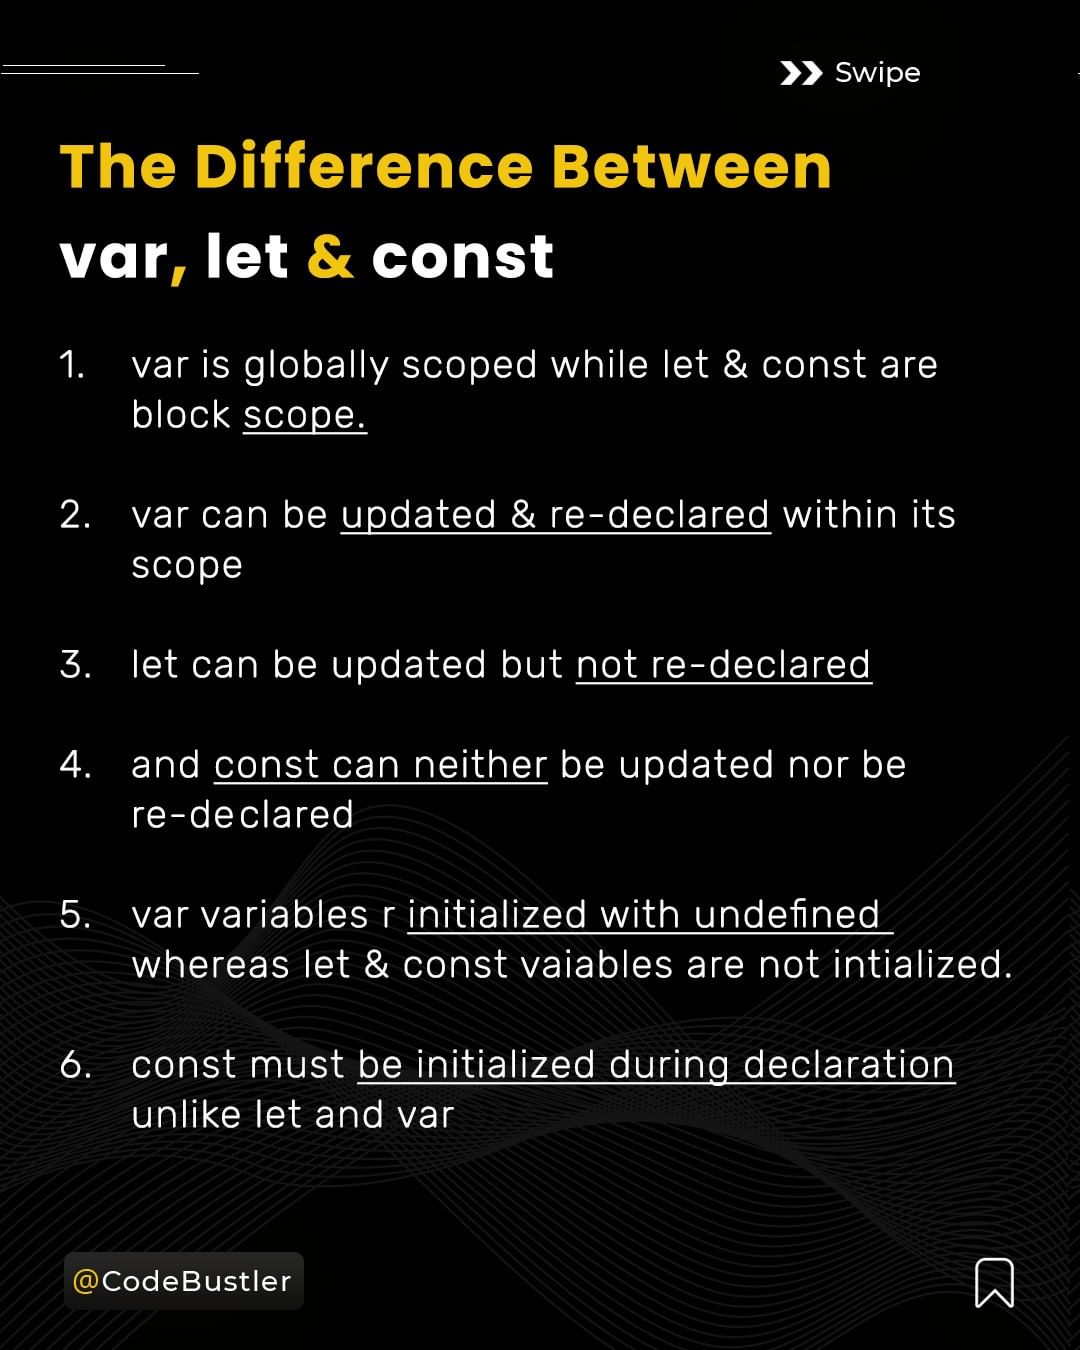 Swipe
The Difference Between
var, let & const
1. var is globally scoped while let & const are
block scope.
2. var can be updated & re-declared within its
scope
3. let can be updated but not re-declared
4. and const can neither be updated nor be
re-declared
5. var variables r initialized with undefined
whereas let & const vaiables are not intialized.
6. const must be initialized during declaration
unlike let and var
@CodeBustler